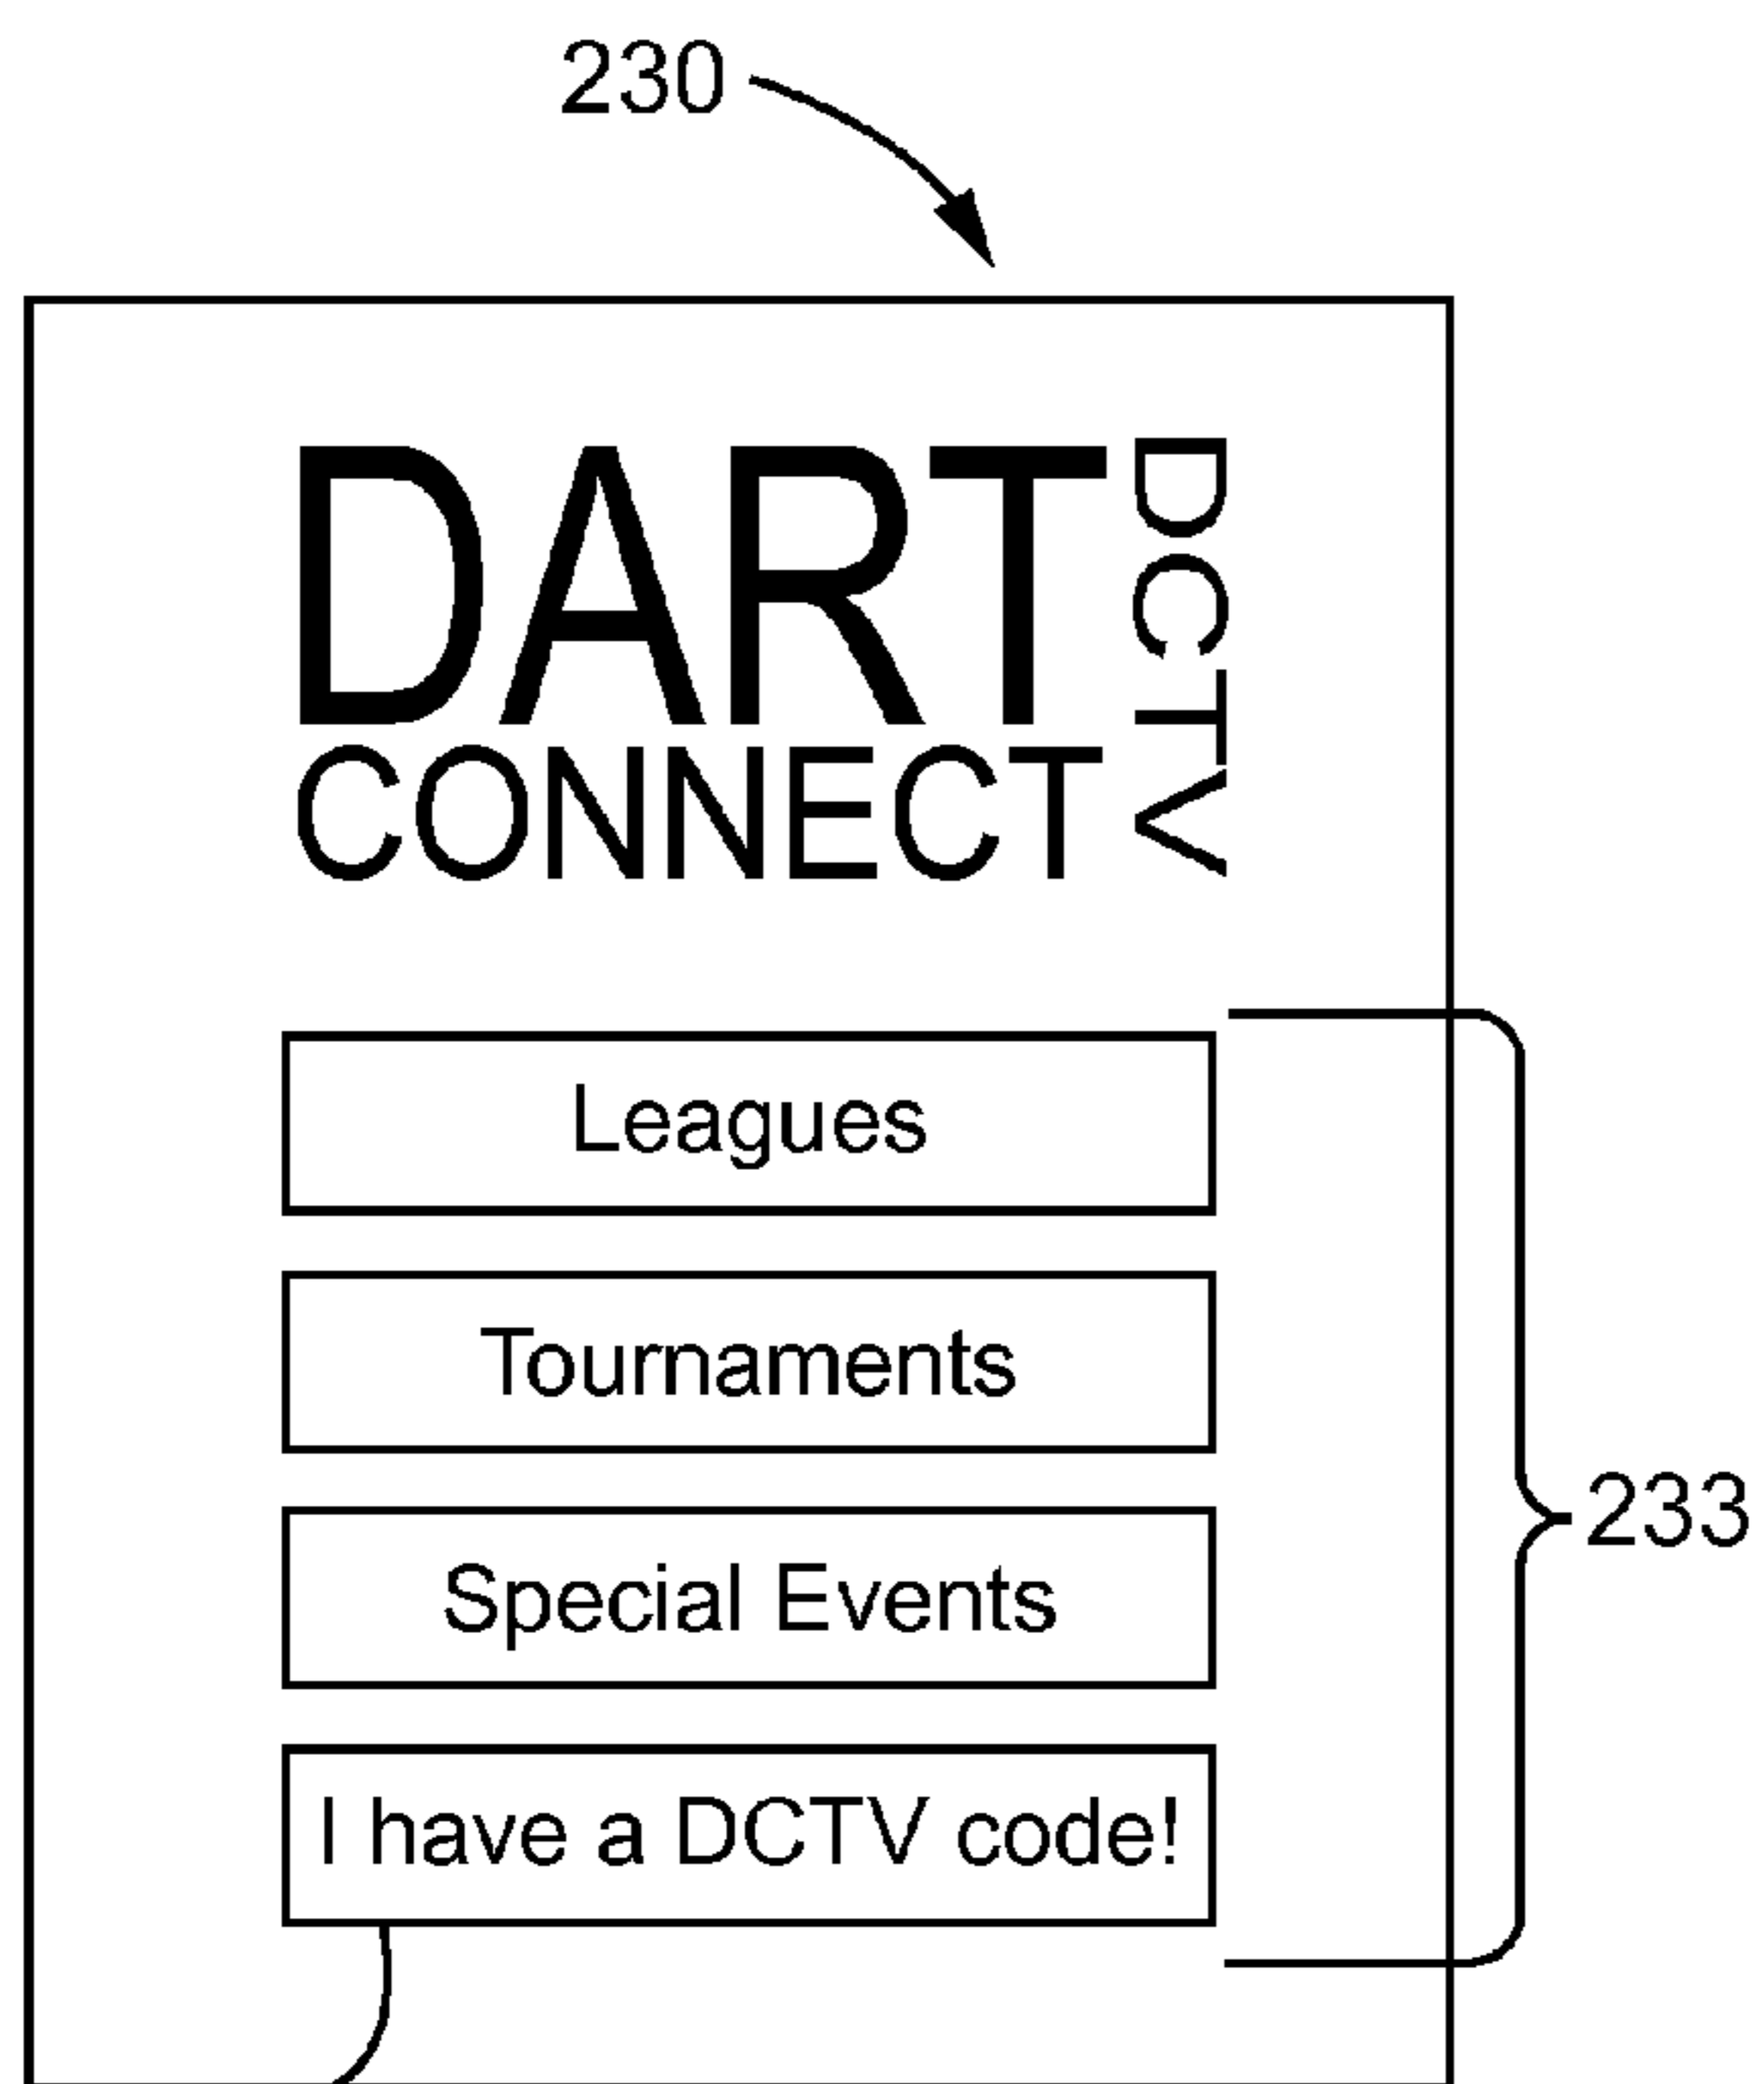 230
DART
CONNECT
DCTV
Leagues
Tournaments
Special Events
I have a DCTV code!
233